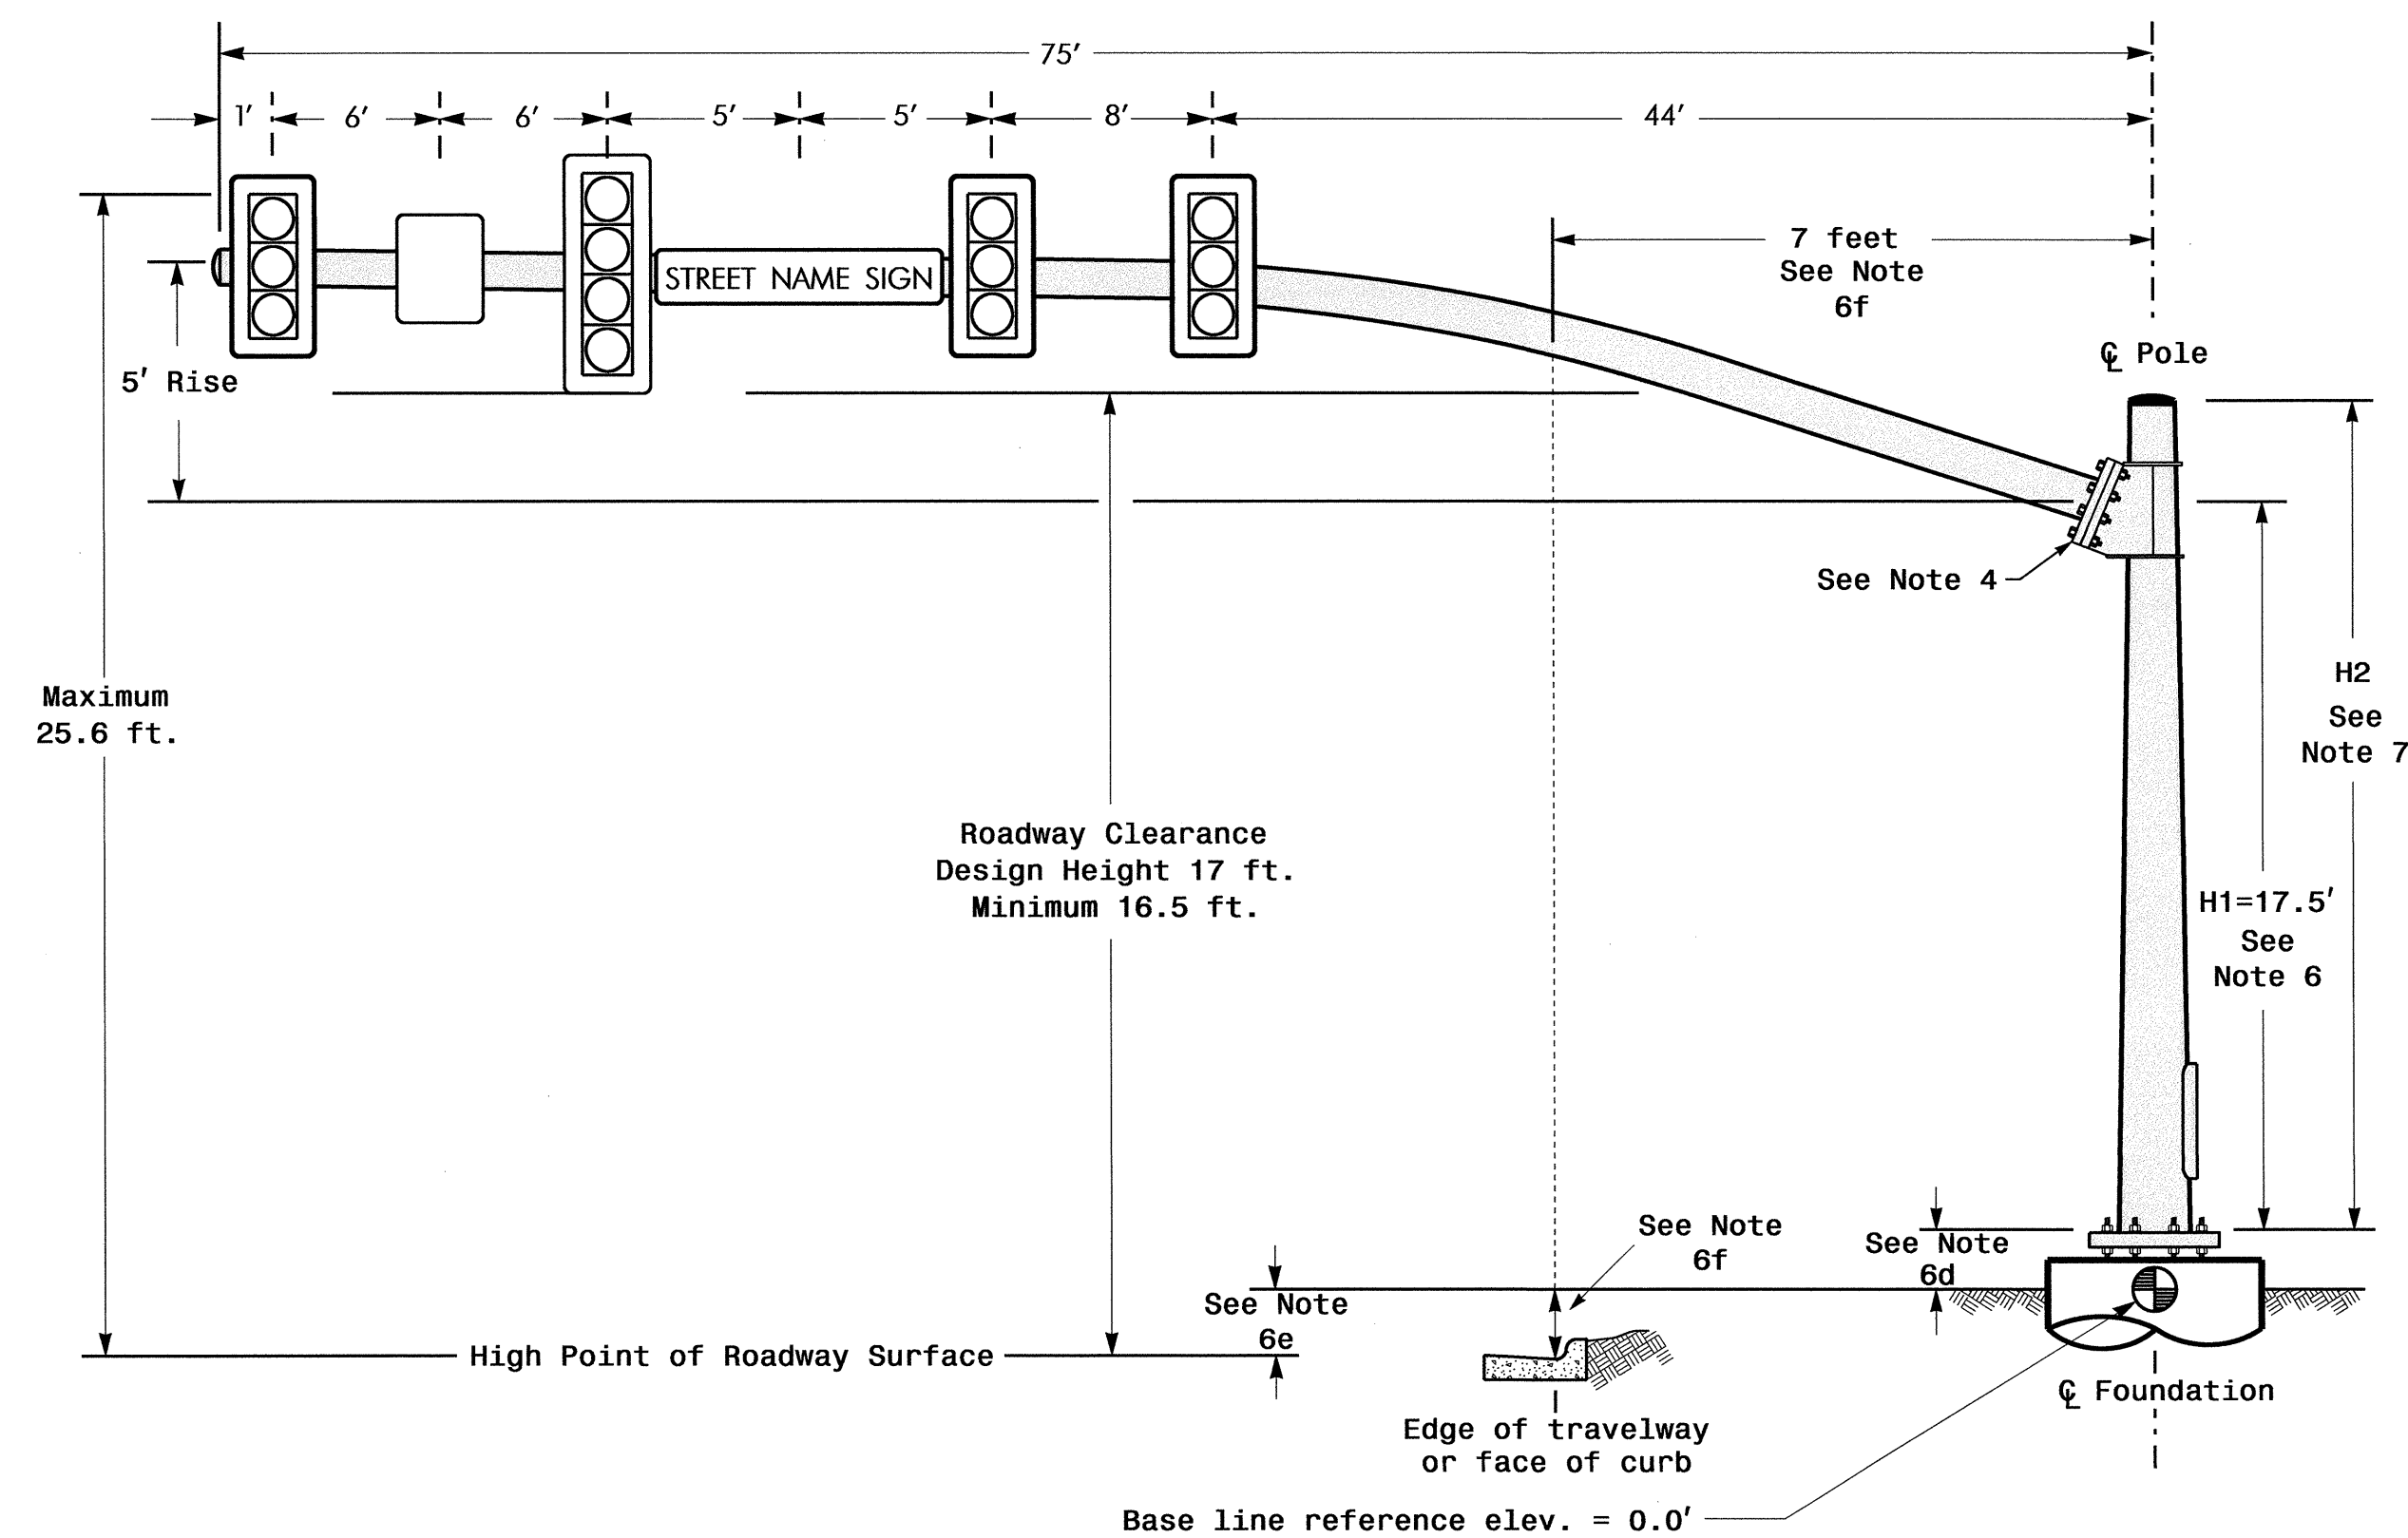 75'
1'
6'
6'
5'
5'
8'
44'
STREET NAME SIGN
7 feet
See Note
6f
℄ Pole
5' Rise
See Note 4
Maximum
25.6 ft.
H2
See
Note 7
Roadway Clearance
Design Height 17 ft.
Minimum 16.5 ft.
H1=17.5'
See
Note 6
See Note
6f
See Note
6d
See Note
6e
High Point of Roadway Surface
℄ Foundation
Edge of travelway
or face of curb
Base line reference elev. = 0.0'